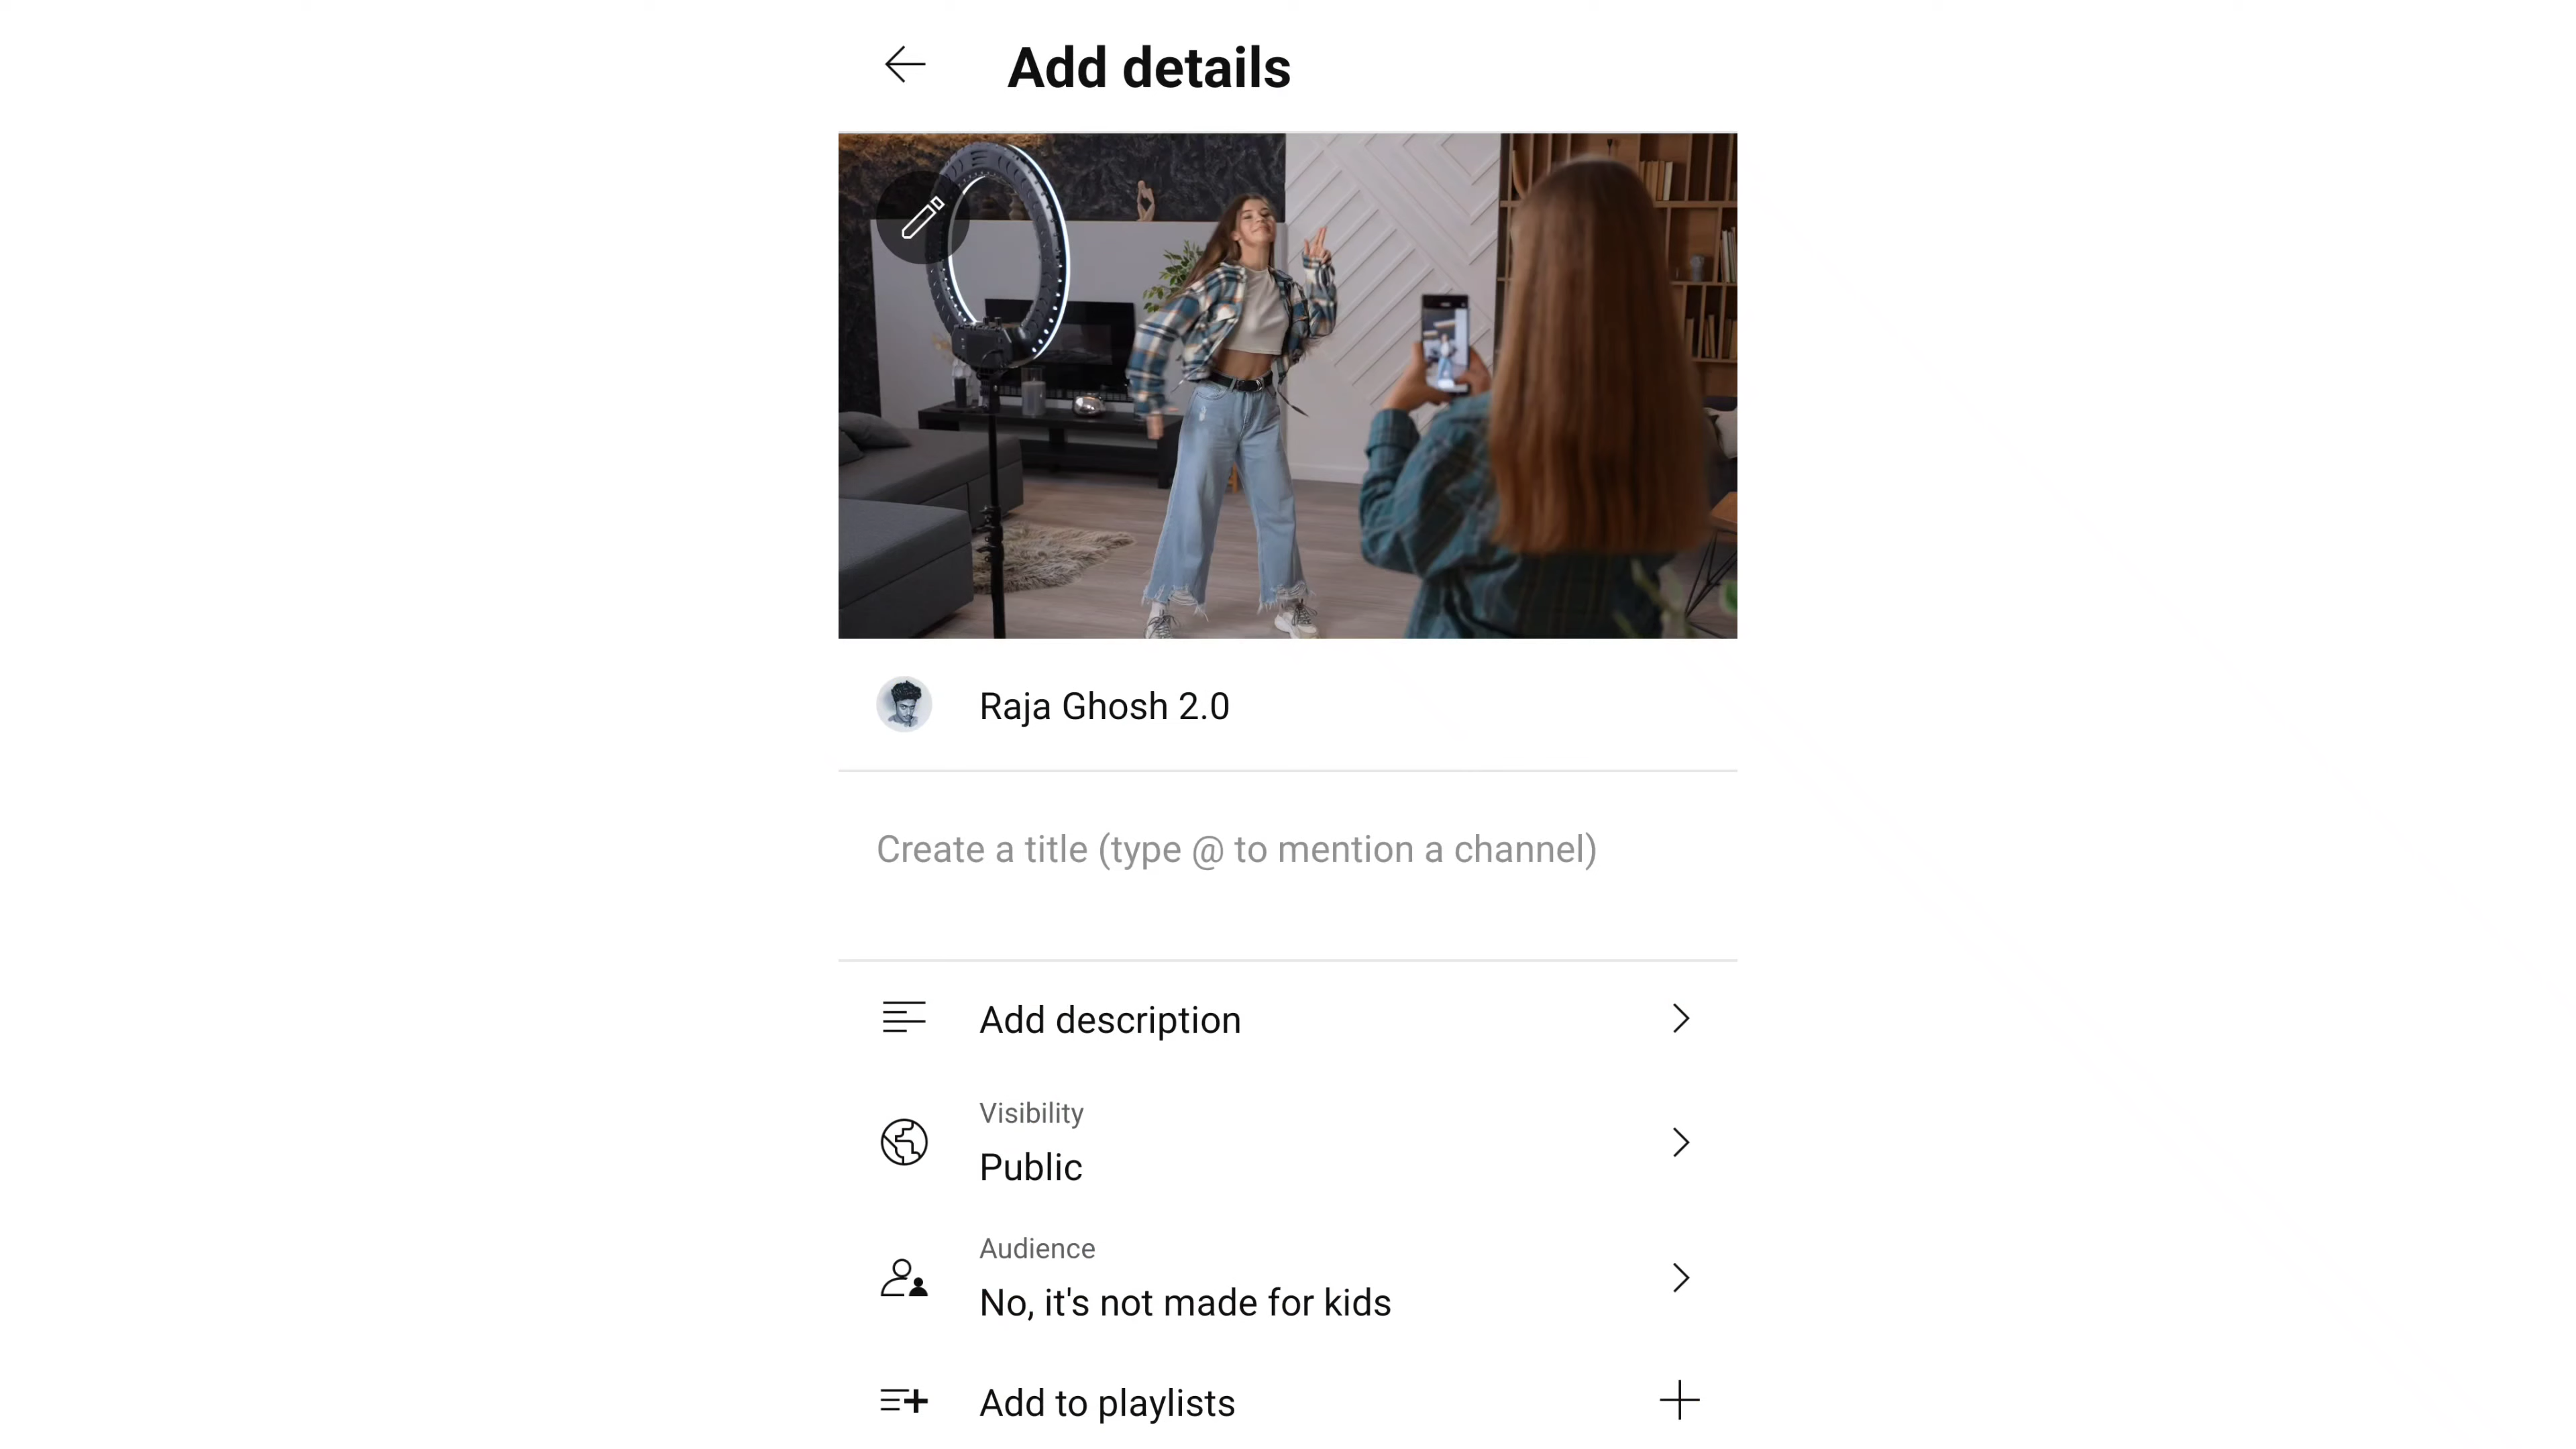 Add details
Raja Ghosh 2.0
Create a title (type @ to mention a channel)
Add description
Visibility
Public
Audience
No, it's not made for kids
Add to playlists